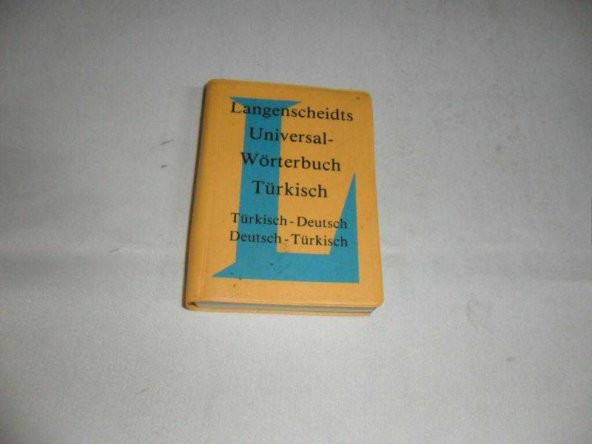 Langenscheidts
Universal-
Wörterbuch
Türkisch
Türkisch-Deutsch
Deutsch-Türkisch